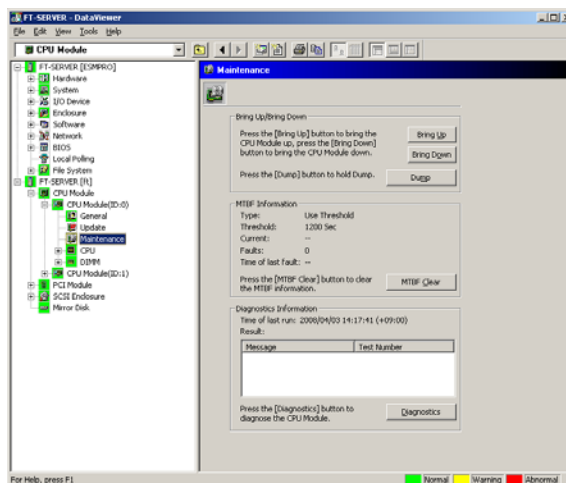 FT-SERVER - DataViewer
File Edit View Tools Help
CPU Module
FT-SERVER [ESMPRO]
Hardware
System
I/O Device
Enclosure
Software
Network
BIOS
Local Polling
File System
FT-SERVER [ft]
CPU Module
CPU Module(ID:0)
General
Update
Maintenance
CPU
DIMM
CPU Module(ID:1)
PCI Module
SCSI Enclosure
Mirror Disk
Maintenance
Bring Up/Bring Down
Press the [Bring Up] button to bring the
CPU Module up, press the [Bring Down]
button to bring the CPU Module down.
Bring Up
Bring Down
Press the [Dump] button to hold Dump.
Dump
MTBF Information
Type: Use Threshold
Threshold: 1200 Sec
Current: --
Faults: 0
Time of last fault: --
Press the [MTBF Clear] button to clear
the MTBF information.
MTBF Clear
Diagnostics Information
Time of last run: 2008/04/03 14:17:41 (+09:00)
Result:
Message Test Number
Press the [Diagnostics] button to
diagnose the CPU Module.
Diagnostics
For Help, press F1
Normal Warning Abnormal